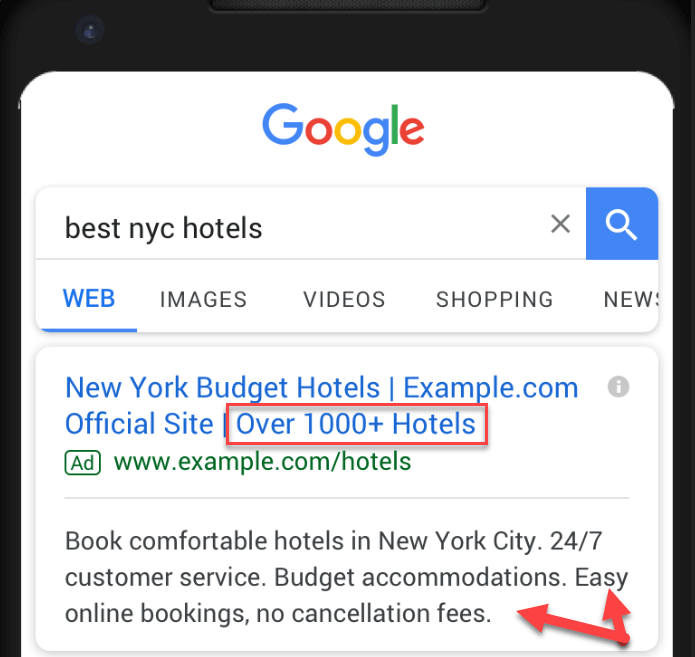 Google
best nyc hotels
WEB IMAGES VIDEOS SHOPPING NEWS
New York Budget Hotels | Example.com
Official Site | Over 1000+ Hotels
Ad www.example.com/hotels
Book comfortable hotels in New York City. 24/7
customer service. Budget accommodations. Easy
online bookings, no cancellation fees.